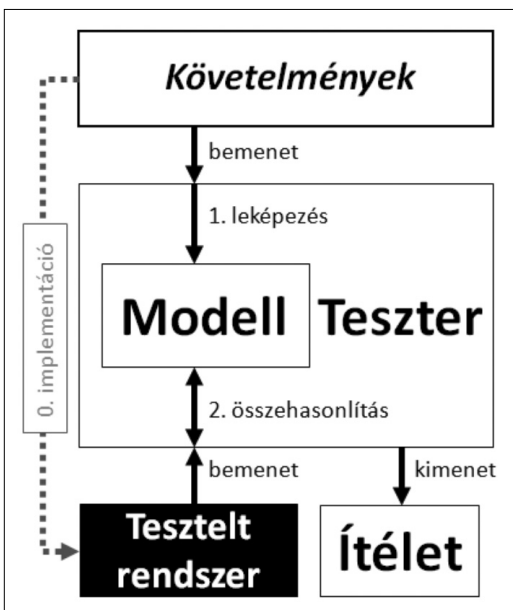 Követelmények
bemenet
1. leképezés
0. implementáció
Modell Teszter
2. összehasonlítás
bemenet
kimenet
Tesztelt
rendszer
Ítélet